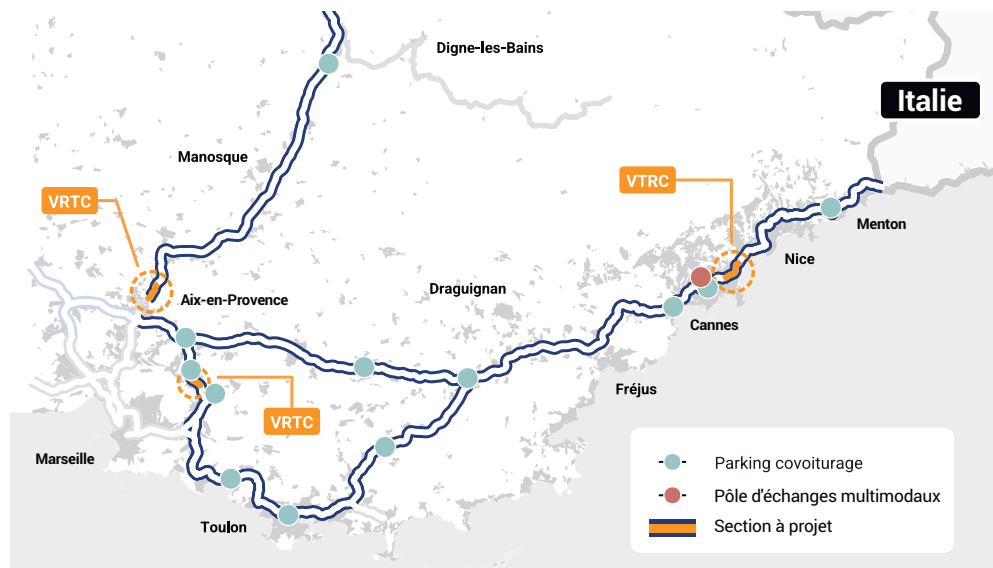 Digne-les-Bains
Italie
Manosque
VTRC
VRTC
Menton
Nice
Draguignan
Aix-en-Provence
Cannes
Fréjus
VRTC
Marseille
Parking covoiturage
Pôle d'échanges multimodaux
Section à projet
Toulon